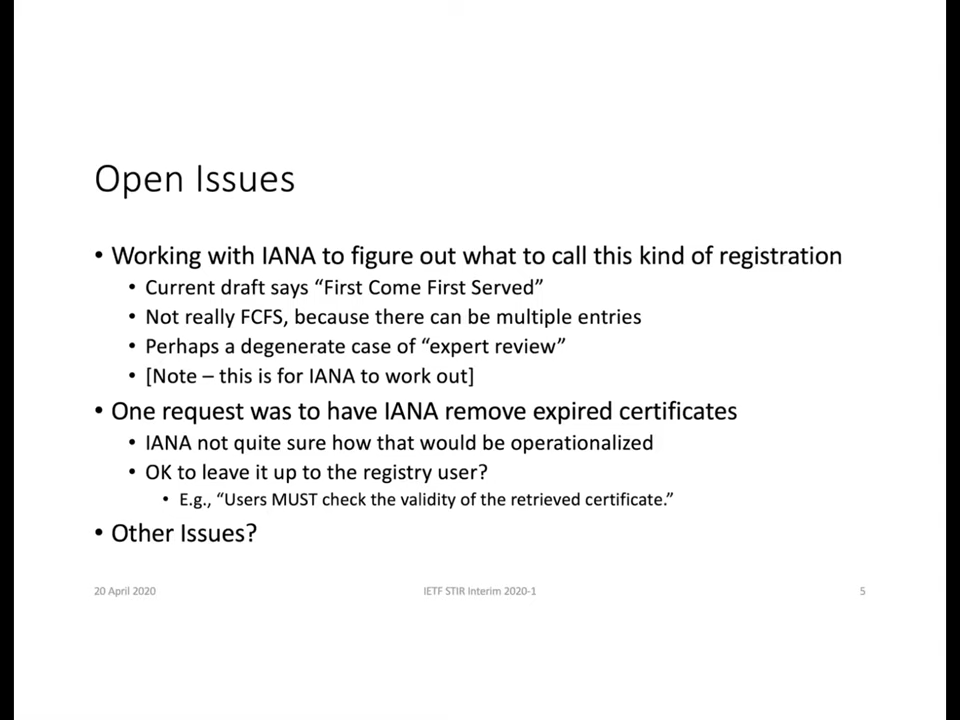 Open Issues
• Working with IANA to figure out what to call this kind of registration
• Current draft says “First Come First Served”
• Not really FCFS, because there can be multiple entries
• Perhaps a degenerate case of “expert review”
• [Note – this is for IANA to work out]
• One request was to have IANA remove expired certificates
• IANA not quite sure how that would be operationalized
• OK to leave it up to the registry user?
• E.g., “Users MUST check the validity of the retrieved certificate.”
• Other Issues?
20 April 2020 IETF STIR Interim 2020-1 5